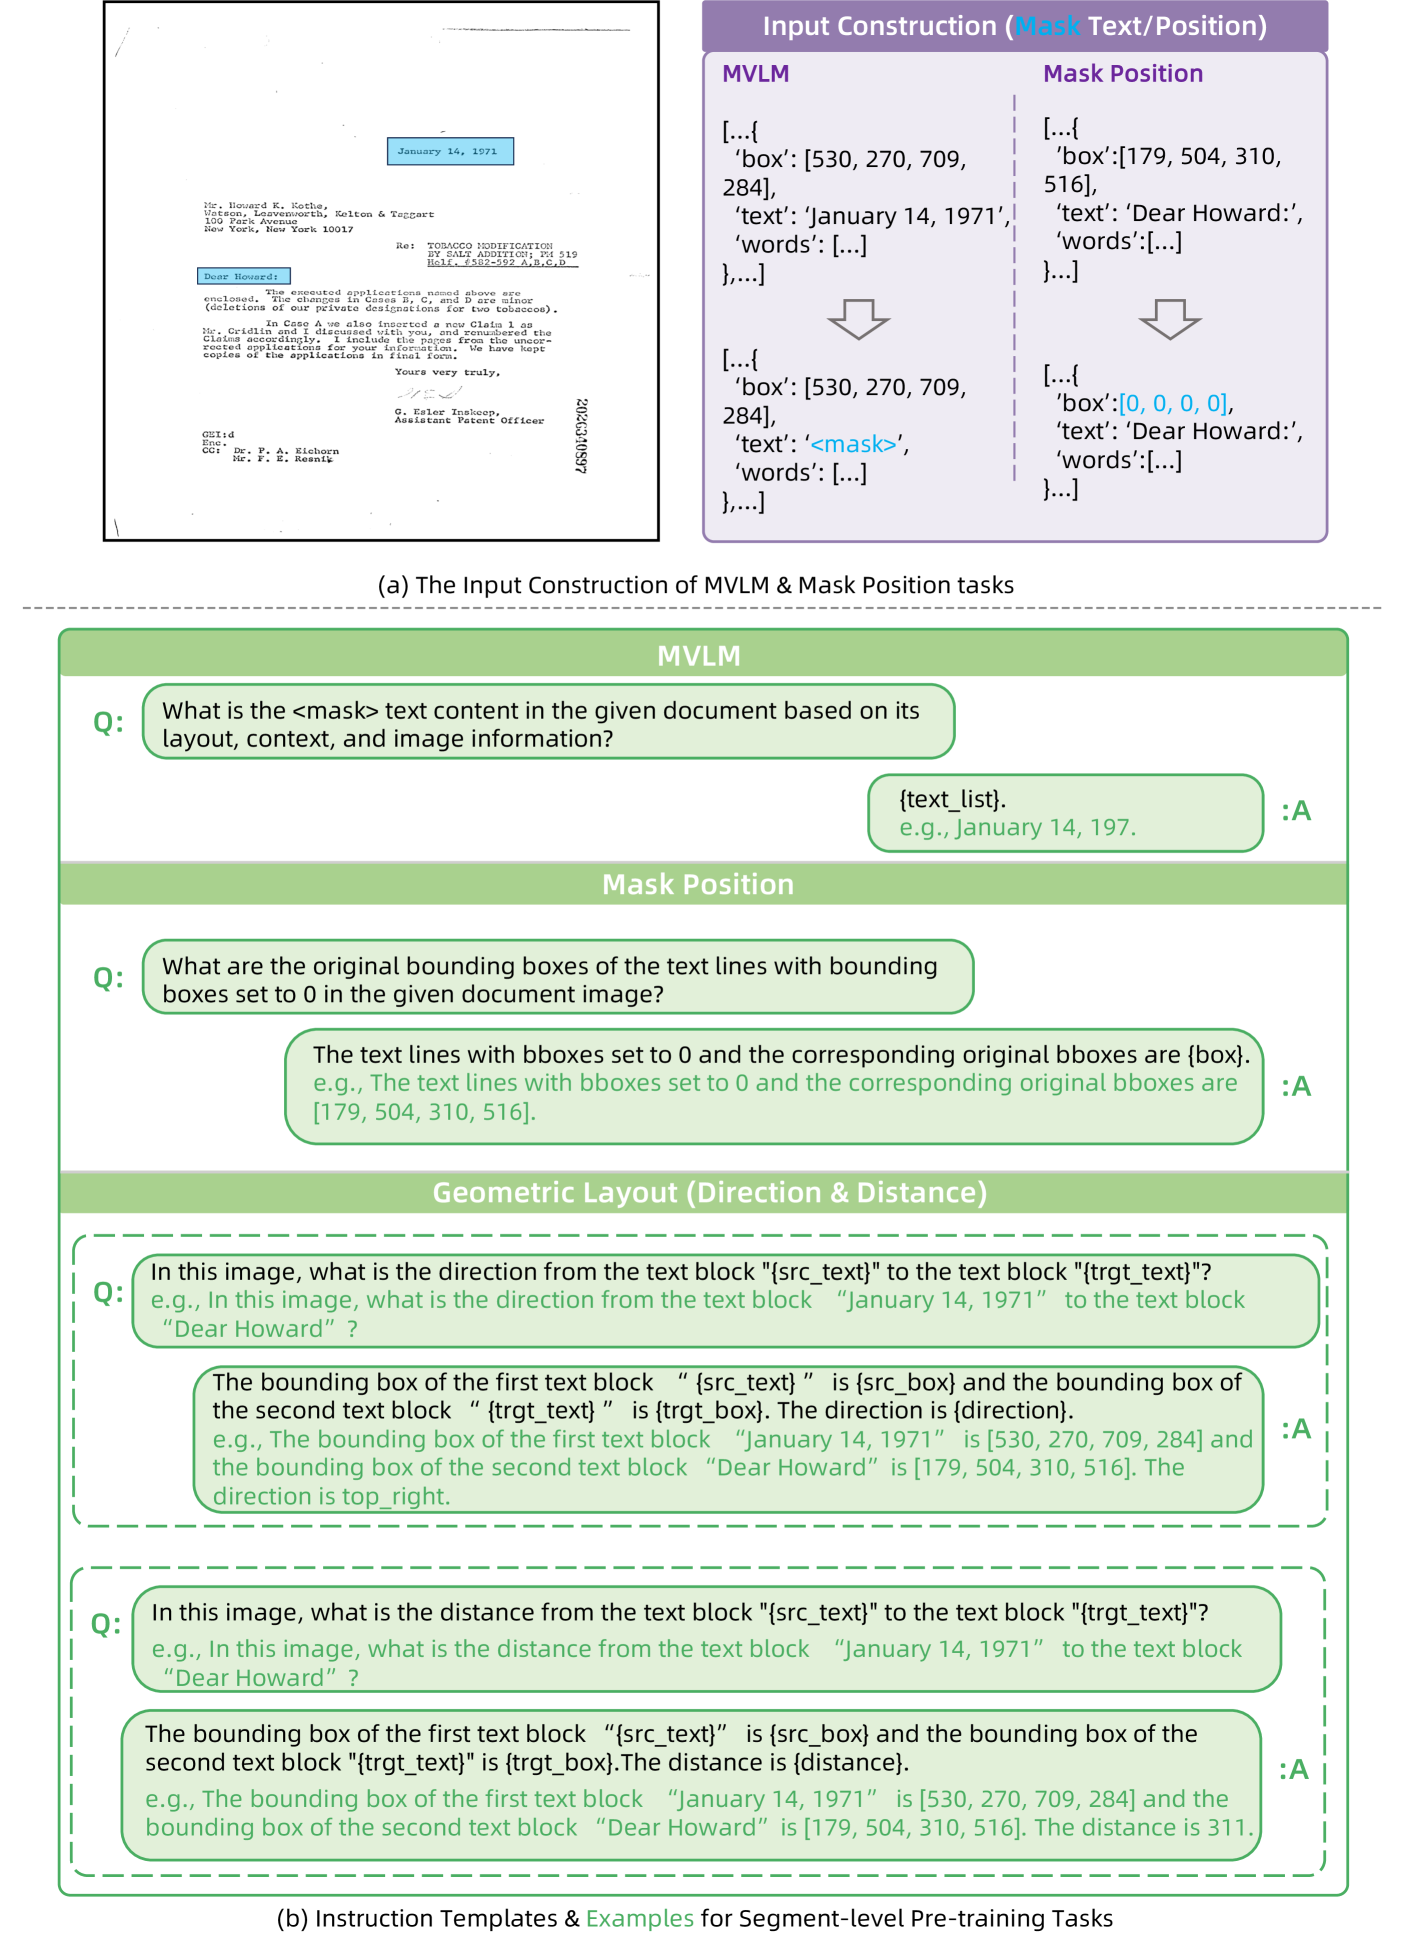 January 14, 1971
Mr. Howard K. Kothe,
Watson, Leavenworth, Kelton & Taggart
100 Park Avenue
New York, New York 10017
Re: TOBACCO MODIFICATION
BY SALT ADDITION; PM 519
Half. 6582-592 A,B,C,D
Dear Howard:
The executed applications named above are
enclosed. The changes in Cases B, C, and D are minor
(deletions of our private designations for two tobaccos).
In Case A we also inserted a new Claim 1 as
Mr. Cridlin and I discussed with you, and renumbered the
Claims accordingly. I include the pages from the uncor-
rected applications for your information. We have kept
copies of the applications in final form.
Yours very truly,
G. Esler Inskeep,
Assistant Patent Officer
GEI:d
Enc.
CC: Dr. P. A. Eichorn
Mr. F. E. Resnik
2026340897
Input Construction (Mask Text/Position)
MVLM
[...{
‘box’: [530, 270, 709,
284],
‘text’: ‘January 14, 1971’,
‘words’: [...]
},...]
[...{
‘box’: [530, 270, 709,
284],
‘text’: ‘<mask>’,
‘words’: [...]
},...]
Mask Position
[...{
’box’:[179, 504, 310,
516],
‘text’: ‘Dear Howard:’,
‘words’:[...]
}...]
[...{
’box’:[0, 0, 0, 0],
‘text’: ‘Dear Howard:’,
‘words’:[...]
}...]
(a) The Input Construction of MVLM & Mask Position tasks
MVLM
Q: What is the <mask> text content in the given document based on its
layout, context, and image information?
{text_list}.
e.g., January 14, 197.
:A
Mask Position
Q: What are the original bounding boxes of the text lines with bounding
boxes set to 0 in the given document image?
The text lines with bboxes set to 0 and the corresponding original bboxes are {box}.
e.g., The text lines with bboxes set to 0 and the corresponding original bboxes are
[179, 504, 310, 516].
:A
Geometric Layout (Direction & Distance)
Q: In this image, what is the direction from the text block "{src_text}" to the text block "{trgt_text}"?
e.g., In this image, what is the direction from the text block “January 14, 1971” to the text block
“Dear Howard” ?
The bounding box of the first text block “ {src_text} ” is {src_box} and the bounding box of
the second text block “ {trgt_text} ” is {trgt_box}. The direction is {direction}.
e.g., The bounding box of the first text block “January 14, 1971” is [530, 270, 709, 284] and
the bounding box of the second text block “Dear Howard” is [179, 504, 310, 516]. The
direction is top_right.
:A
Q: In this image, what is the distance from the text block "{src_text}" to the text block "{trgt_text}"?
e.g., In this image, what is the distance from the text block “January 14, 1971” to the text block
“Dear Howard” ?
The bounding box of the first text block “{src_text}” is {src_box} and the bounding box of the
second text block "{trgt_text}" is {trgt_box}.The distance is {distance}.
e.g., The bounding box of the first text block “January 14, 1971” is [530, 270, 709, 284] and the
bounding box of the second text block “Dear Howard” is [179, 504, 310, 516]. The distance is 311.
:A
(b) Instruction Templates & Examples for Segment-level Pre-training Tasks